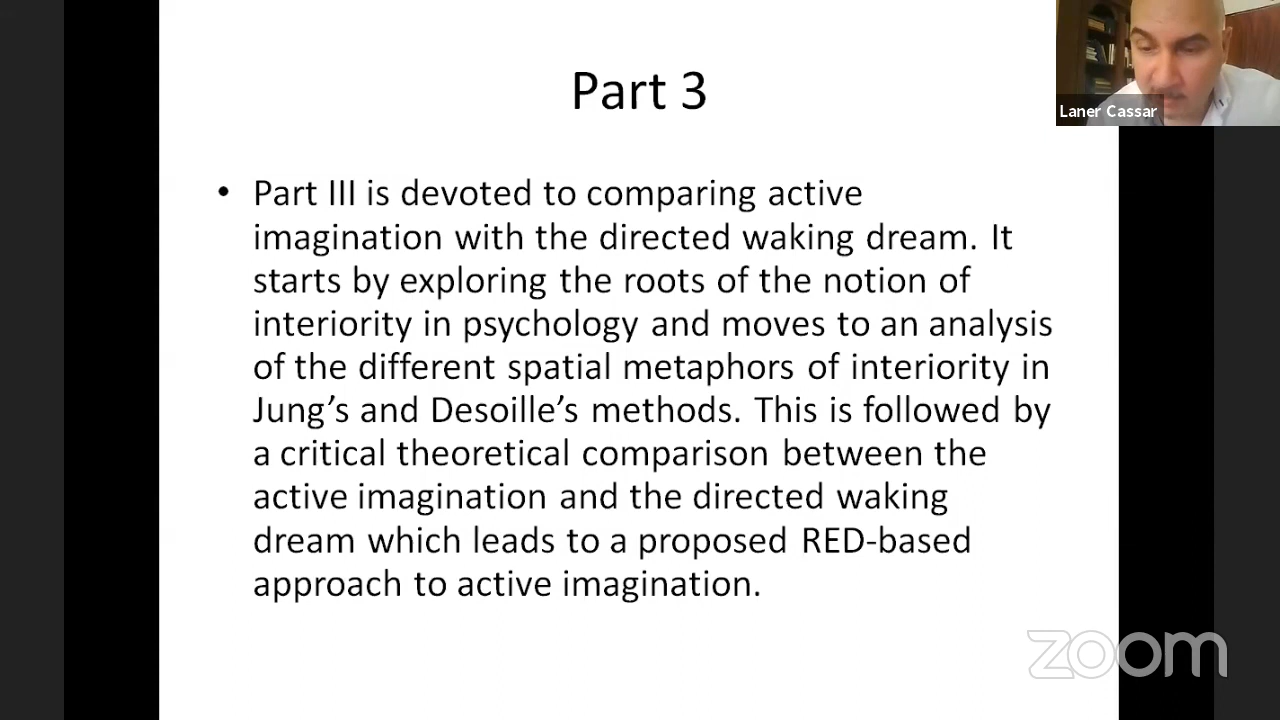 Part 3
Laner Cassar
• Part III is devoted to comparing active
imagination with the directed waking dream. It
starts by exploring the roots of the notion of
interiority in psychology and moves to an analysis
of the different spatial metaphors of interiority in
Jung’s and Desoille’s methods. This is followed by
a critical theoretical comparison between the
active imagination and the directed waking
dream which leads to a proposed RED-based
approach to active imagination.
zoom